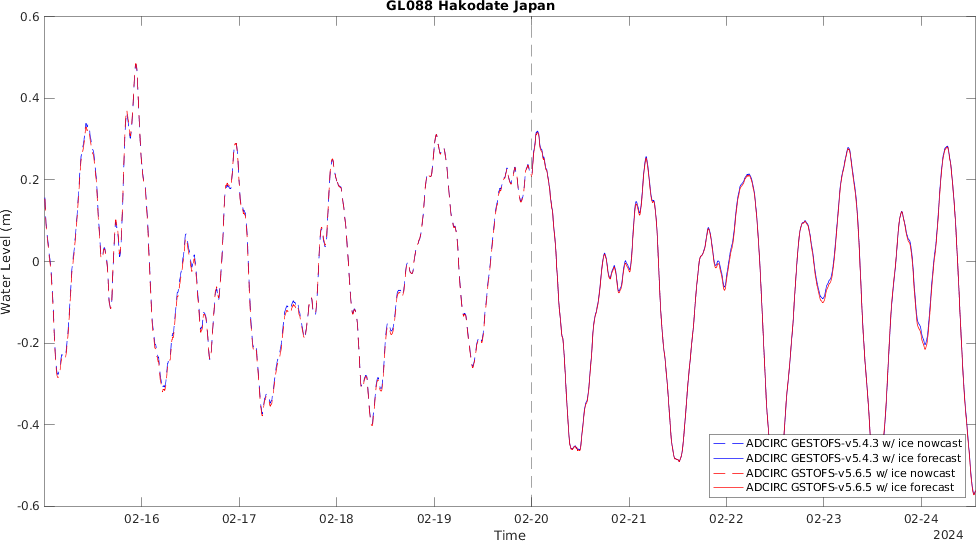 GL088 Hakodate Japan
0.6
0.4
0.2
0
-0.2
-0.4
-0.6
Water Level (m)
ADCIRC GESTOFS-v5.4.3 w/ ice nowcast
ADCIRC GESTOFS-v5.4.3 w/ ice forecast
ADCIRC GSTOFS-v5.6.5 w/ ice nowcast
ADCIRC GSTOFS-v5.6.5 w/ ice forecast
02-16 02-17 02-18 02-19 02-20 02-21 02-22 02-23 02-24
Time
2024